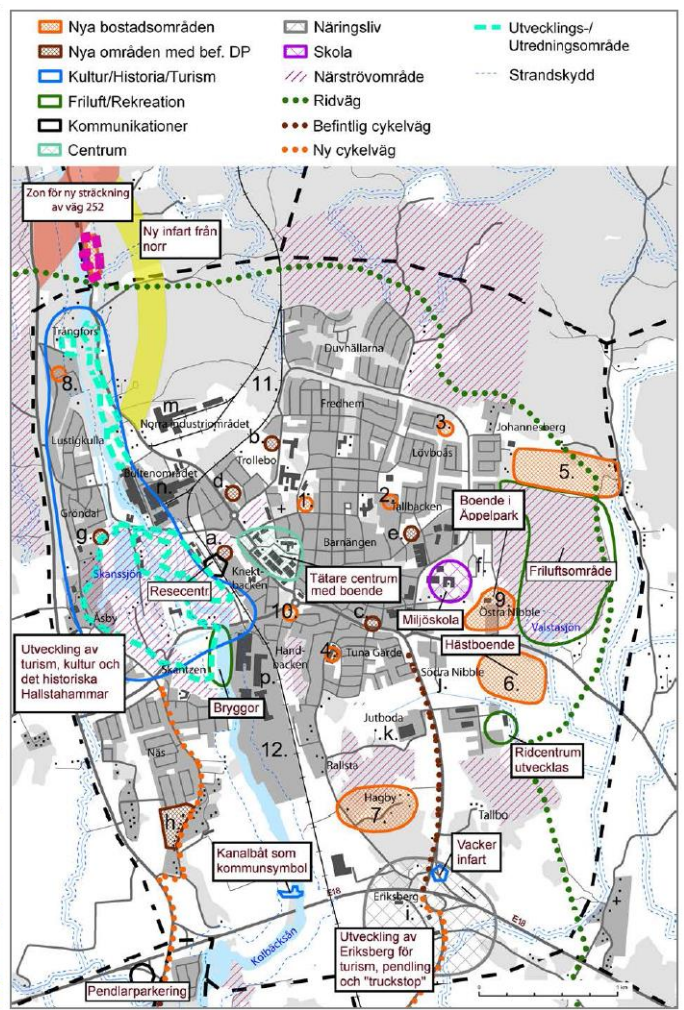 Nya bostadsområden
Nya områden med bef. DP
Kultur/Historia/Turism
Friluft/Rekreation
Kommunikationer
Centrum
Näringsliv
Skola
Närströvområde
Ridväg
Befintlig cykelväg
Ny cykelväg
Utvecklings-/
Utredningsområde
Strandskydd
Zon för ny sträckning
av väg 252
Ny infart från
norr
Trångfors
Duvhällarna
8.
11.
Fredhem
m.
Norra industriområdet
3.
Johannesberg
Lustigkulla
b.
Trollebo
Lövboås
5.
Bultenområdet
n.
d.
1.
2.
Tallbacken
Boende i
Äppelpark
Gröndal
g.
a.
Barnängen
e.
f.
Friluftsområde
Skanssjön
Resecentr.
Knekt-
backen
Tätare centrum
med boende
Miljöskola
9.
Östra Nibble
Valstasjön
Åsby
10.
c.
Hästboende
Utveckling av
turism, kultur och
det historiska
Hallstahammar
Skantzen
Hand-
backen
4.
Tuna Garde
Södra Nibble
6.
p.
j.
Bryggor
Jutboda
k.
l.
Ridcentrum
utvecklas
Näs
12.
Rallsta
Hagby
7.
Tallbo
h.
Kanalbåt som
kommunsymbol
Vacker
infart
E18
Eriksberg
i.
E18
Kolbäcksån
Utveckling av
Eriksberg för
turism, pendling
och "truckstop"
Pendlarparkering
1 km